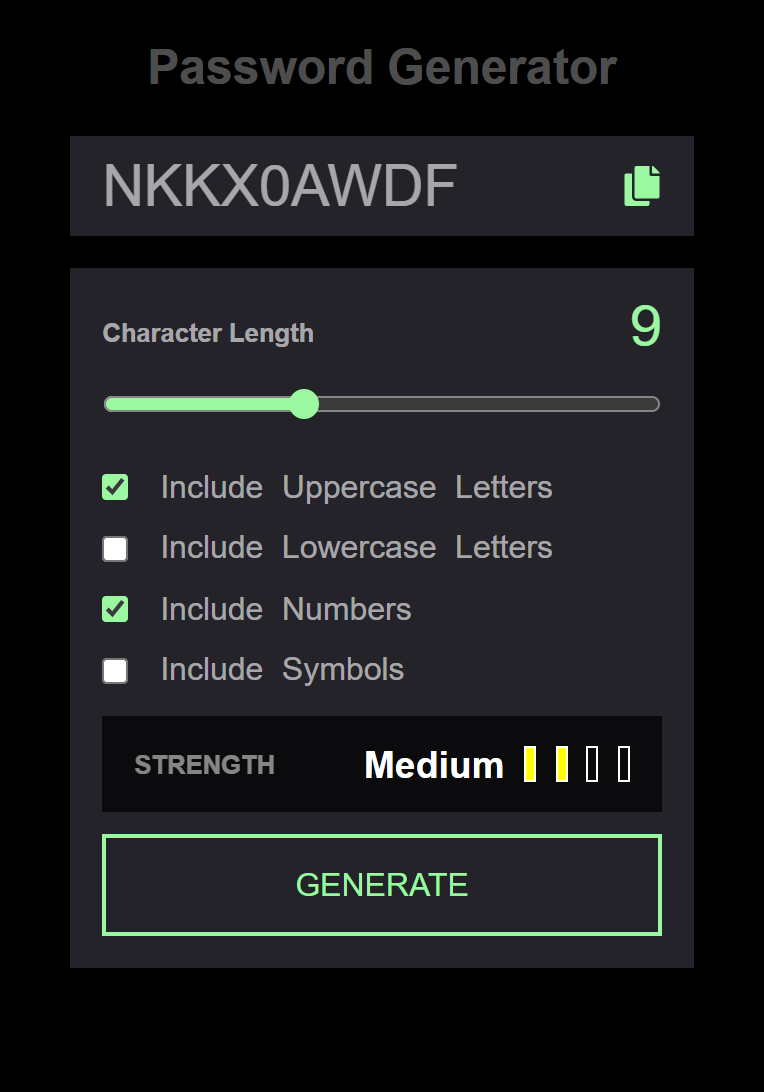 Password Generator
NKKX0AWDF
Character Length 9
Include Uppercase Letters
Include Lowercase Letters
Include Numbers
Include Symbols
STRENGTH Medium
GENERATE